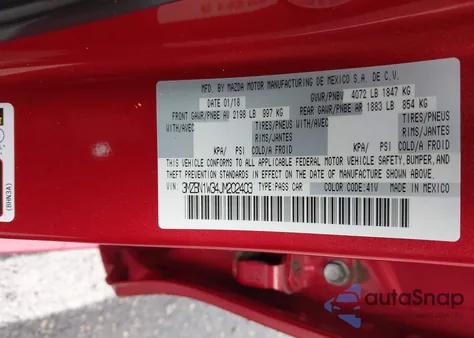 MFD. BY MAZDA MOTOR MANUFACTURING DE MEXICO S.A. DE C.V.
DATE 01/18 GVWR/PNBV 4072 LB 1847 KG
FRONT GAWR/PNBE AV 2198 LB 997 KG REAR GAWR/PNBE AR 1883 LB 854 KG
WITH/AVEC TIRES/PNEUS WITH/AVEC TIRES/PNEUS
RIMS/JANTES RIMS/JANTES
KPA/ PSI COLD/A FROID KPA/ PSI COLD/A FROID
THIS VEHICLE CONFORMS TO ALL APPLICABLE FEDERAL MOTOR VEHICLE SAFETY, BUMPER, AND
THEFT PREVENTION STANDARDS IN EFFECT ON THE DATE OF MANUFACTURE SHOWN ABOVE.
VIN: 3MZBN1W34JM202409 TYPE PASS CAR COLOR CODE:41V MADE IN MEXICO
(BHN3A)
autaSnap